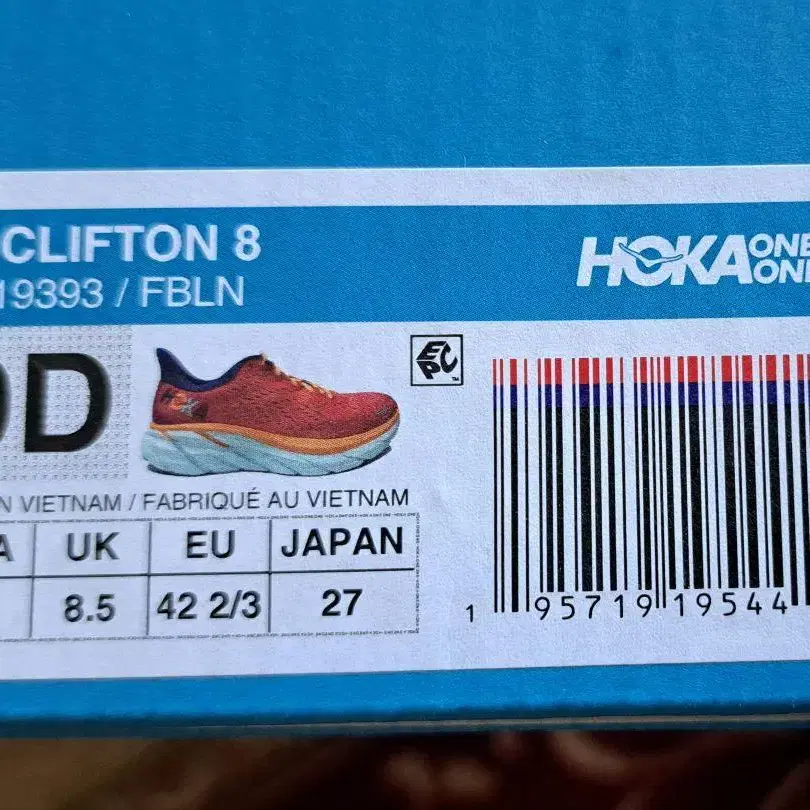 CLIFTON 8
HOKA ONE ONE
19393 / FBLN
D
EPC™
N VIETNAM / FABRIQUÉ AU VIETNAM
A UK EU JAPAN
8.5 42 2/3 27
1 95719 19544